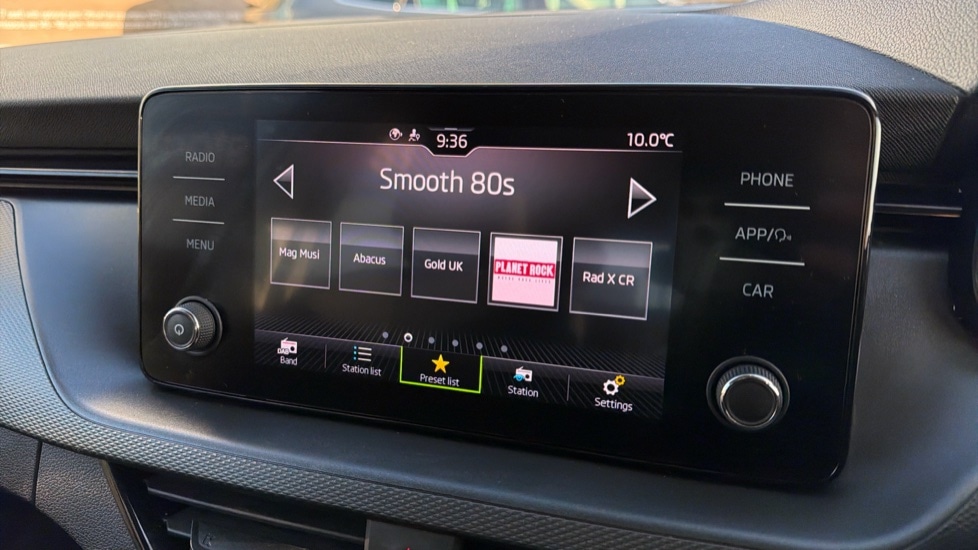 9:36
10.0°C
RADIO
MEDIA
MENU
Smooth 80s
PHONE
APP/
CAR
Mag Musi
Abacus
Gold UK
PLANET ROCK
Rad X CR
DAB
Band
Station list
Preset list
Station
Settings